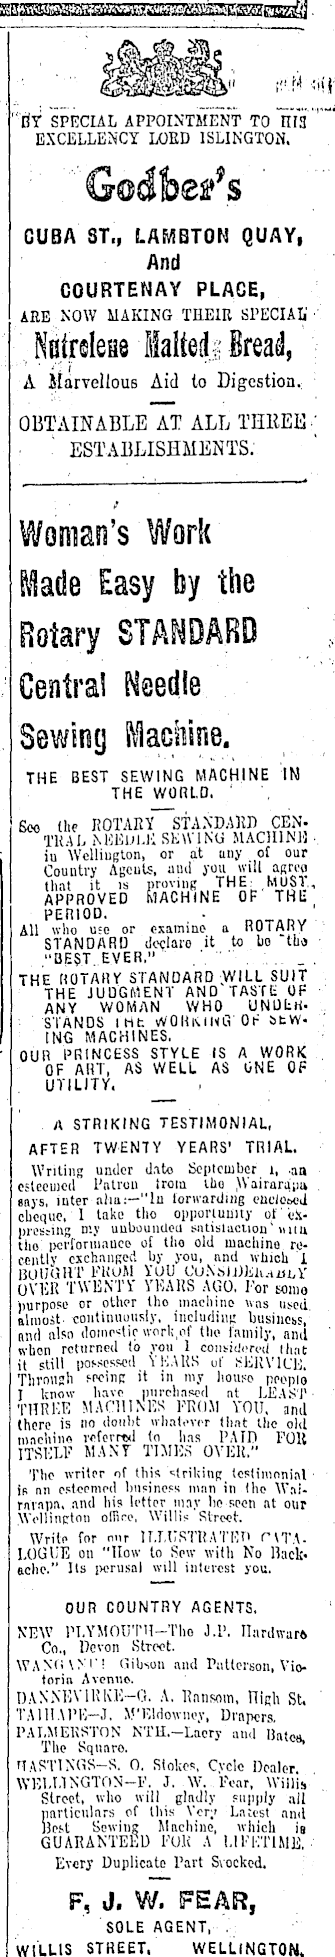 BY SPECIAL APPOINTMENT TO HIS
EXCELLENCY LORD ISLINGTON.
Godber's
CUBA ST., LAMBTON QUAY,
And
COURTENAY PLACE,
ARE NOW MAKING THEIR SPECIAL
Nutrelene Malted Bread,
A Marvellous Aid to Digestion.
OBTAINABLE AT ALL THREE
ESTABLISHMENTS.
Woman's Work
Made Easy by the
Rotary STANDARD
Central Needle
Sewing Machine.
THE BEST SEWING MACHINE IN
THE WORLD.
See the ROTARY STANDARD CEN-
TRAL NEEDLE SEWING MACHINE
in Wellington, or at any of our
Country Agents, and you will agree
that it is proving THE MOST
APPROVED MACHINE OF THE
PERIOD.
All who use or examine a ROTARY
STANDARD declare it to be "the
"BEST EVER."
THE ROTARY STANDARD WILL SUIT
THE JUDGMENT AND TASTE OF
ANY WOMAN WHO UNDER-
STANDS THE WORKING OF SEW-
ING MACHINES.
OUR PRINCESS STYLE IS A WORK
OF ART, AS WELL AS ONE OF
UTILITY.
A STRIKING TESTIMONIAL,
AFTER TWENTY YEARS' TRIAL.
Writing under date September 1, an
esteemed Patron from the Wairarapa
says, inter alia:—"In forwarding enclosed
cheque, I take the opportunity of ex-
pressing my unbounded satisfaction with
the performance of the old machine re-
cently exchanged by you, and which I
BOUGHT FROM YOU CONSIDERABLY
OVER TWENTY YEARS AGO. For some
purpose or other the machine was used
almost continuously, including business,
and also domestic work of the family, and
when returned to you I considered that
it still possessed YEARS of SERVICE.
Through seeing it in my house people
I know have purchased at LEAST
THREE MACHINES FROM YOU, and
there is no doubt whatever that the old
machine referred to has PAID FOR
ITSELF MANY TIMES OVER."
The writer of this striking testimonial
is an esteemed business man in the Wai-
rarapa, and his letter may be seen at our
Wellington office, Willis Street.
Write for our ILLUSTRATED CATA-
LOGUE on "How to Sew with No Back-
ache." Its perusal will interest you.
OUR COUNTRY AGENTS.
NEW PLYMOUTH—The J.P. Hardware
Co., Devon Street.
WANGANUI Gibson and Patterson, Vic-
toria Avenue.
DANNEVIRKE—G. A. Ransom, High St.
TAIHAPE—J. M'Eldowney, Drapers.
PALMERSTON NTH.—Laery and Bates,
The Square.
HASTINGS—S. O. Stokes, Cycle Dealer.
WELLINGTON—F. J. W. Fear, Willis
Street, who will gladly supply all
particulars of this Very Latest and
Best Sewing Machine, which is
GUARANTEED FOR A LIFETIME.
Every Duplicate Part Stocked.
F. J. W. FEAR,
SOLE AGENT,
WILLIS STREET, WELLINGTON.